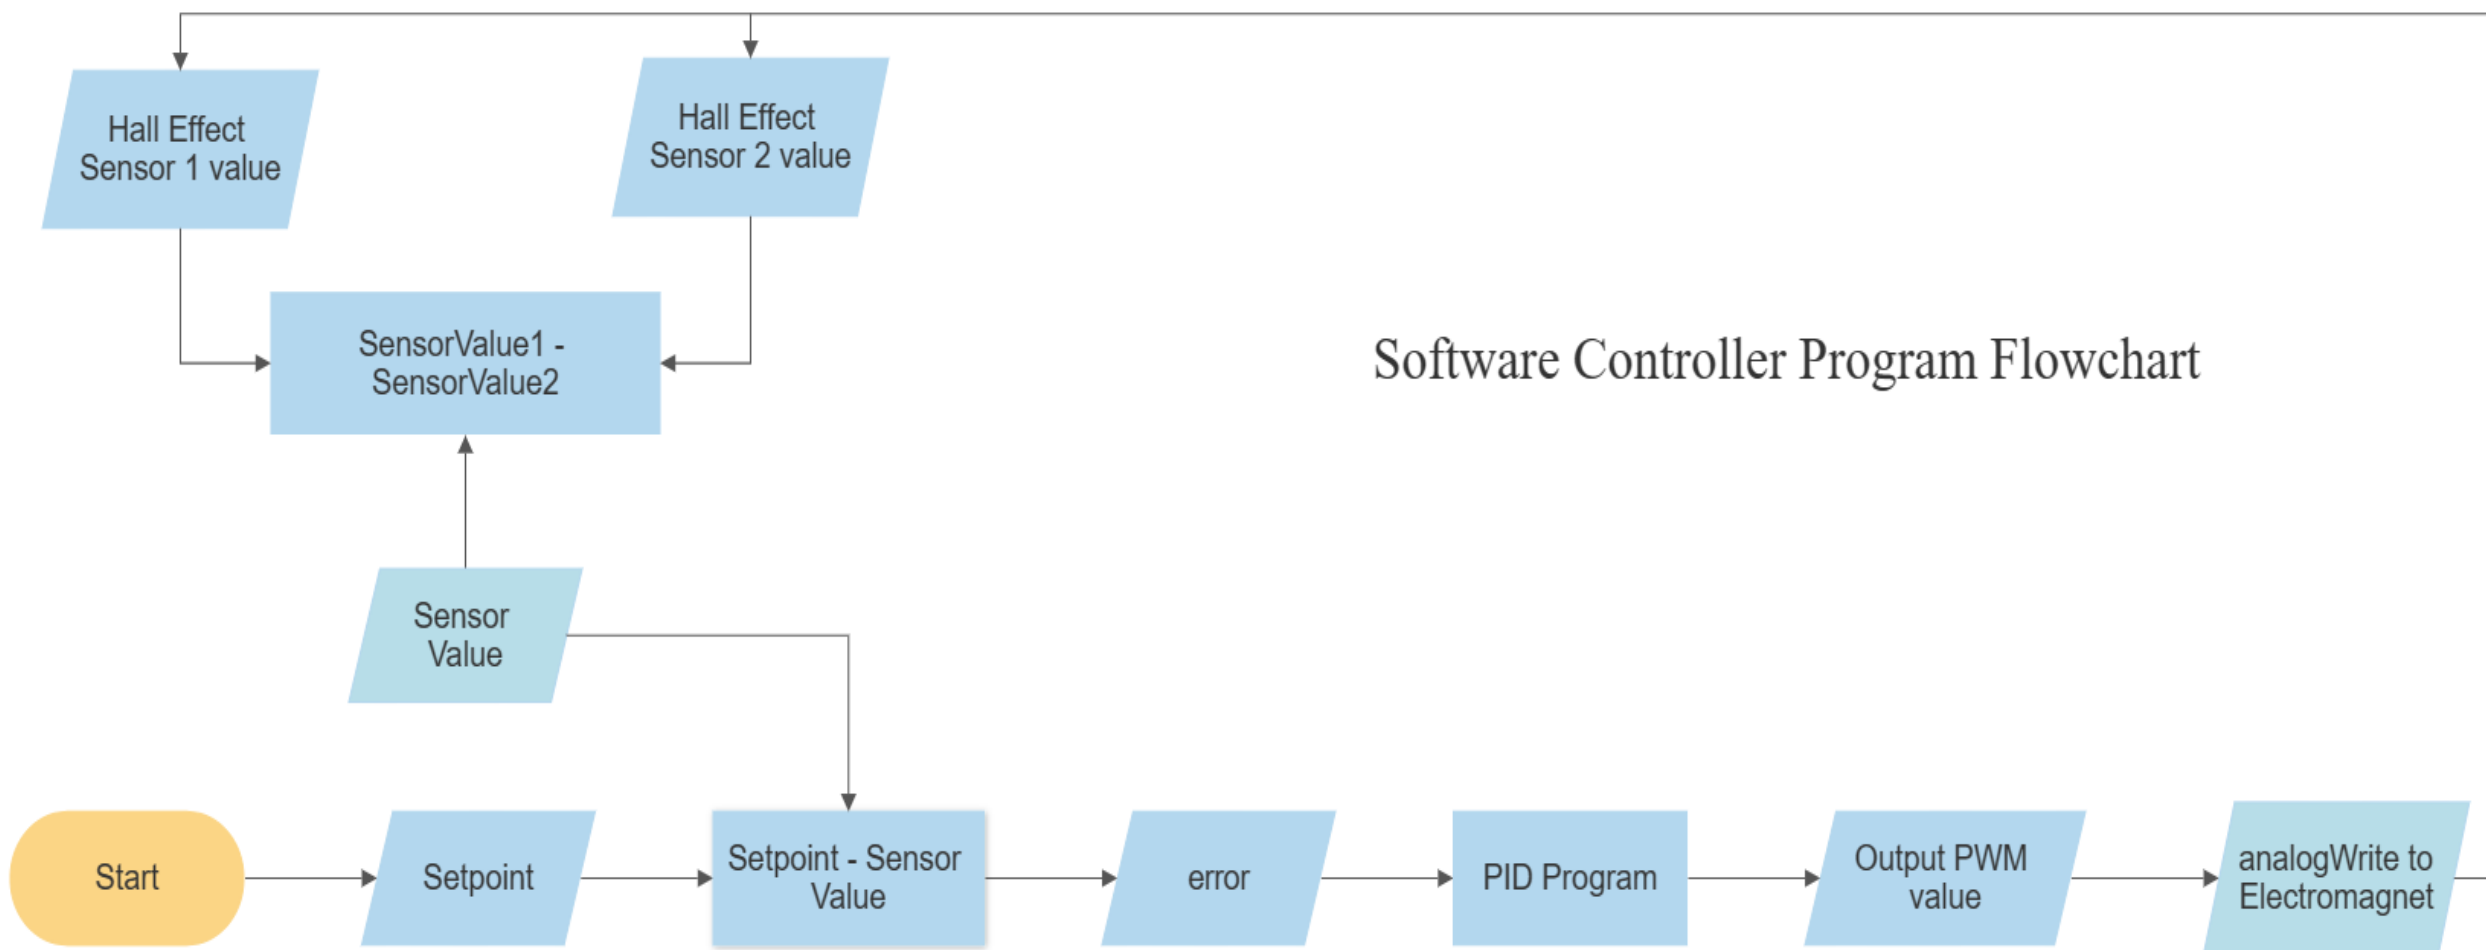 Hall Effect
Sensor 1 value
Hall Effect
Sensor 2 value
SensorValue1 -
SensorValue2
Software Controller Program Flowchart
Sensor
Value
Start
Setpoint
Setpoint - Sensor
Value
error
PID Program
Output PWM
value
analogWrite to
Electromagnet